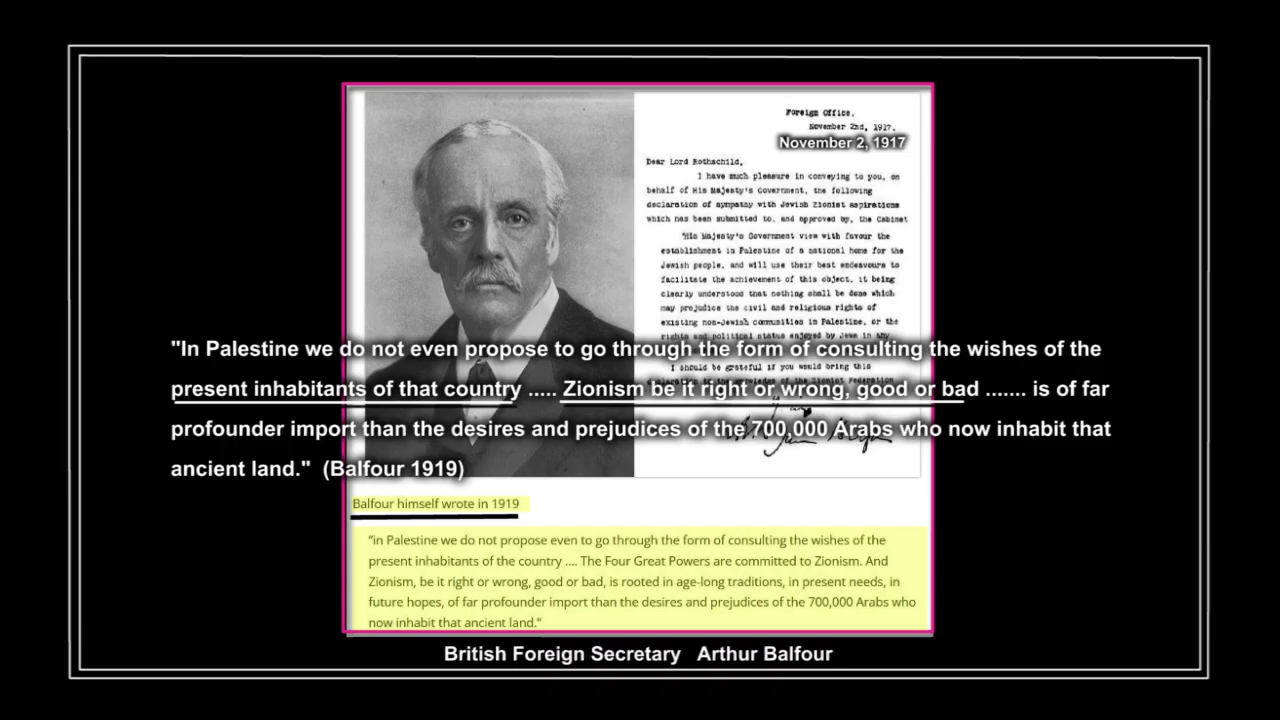 Foreign Office,
November 2nd, 1917.
November 2, 1917
Dear Lord Rothschild,
I have much pleasure in conveying to you, on
behalf of His Majesty's Government, the following
declaration of sympathy with Jewish Zionist aspirations
which has been submitted to, and approved by, the Cabinet
"His Majesty's Government view with favour the
establishment in Palestine of a national home for the
Jewish people, and will use their best endeavours to
facilitate the achievement of this object, it being
clearly understood that nothing shall be done which
may prejudice the civil and religious rights of
existing non-Jewish communities in Palestine, or the
rights and political status enjoyed by Jews in any
I should be grateful if you would bring this
"In Palestine we do not even propose to go through the form of consulting the wishes of the
present inhabitants of that country ..... Zionism be it right or wrong, good or bad ....... is of far
profounder import than the desires and prejudices of the 700,000 Arabs who now inhabit that
ancient land." (Balfour 1919)
Balfour himself wrote in 1919
"in Palestine we do not propose even to go through the form of consulting the wishes of the
present inhabitants of the country .... The Four Great Powers are committed to Zionism. And
Zionism, be it right or wrong, good or bad, is rooted in age-long traditions, in present needs, in
future hopes, of far profounder import than the desires and prejudices of the 700,000 Arabs who
now inhabit that ancient land."
British Foreign Secretary Arthur Balfour